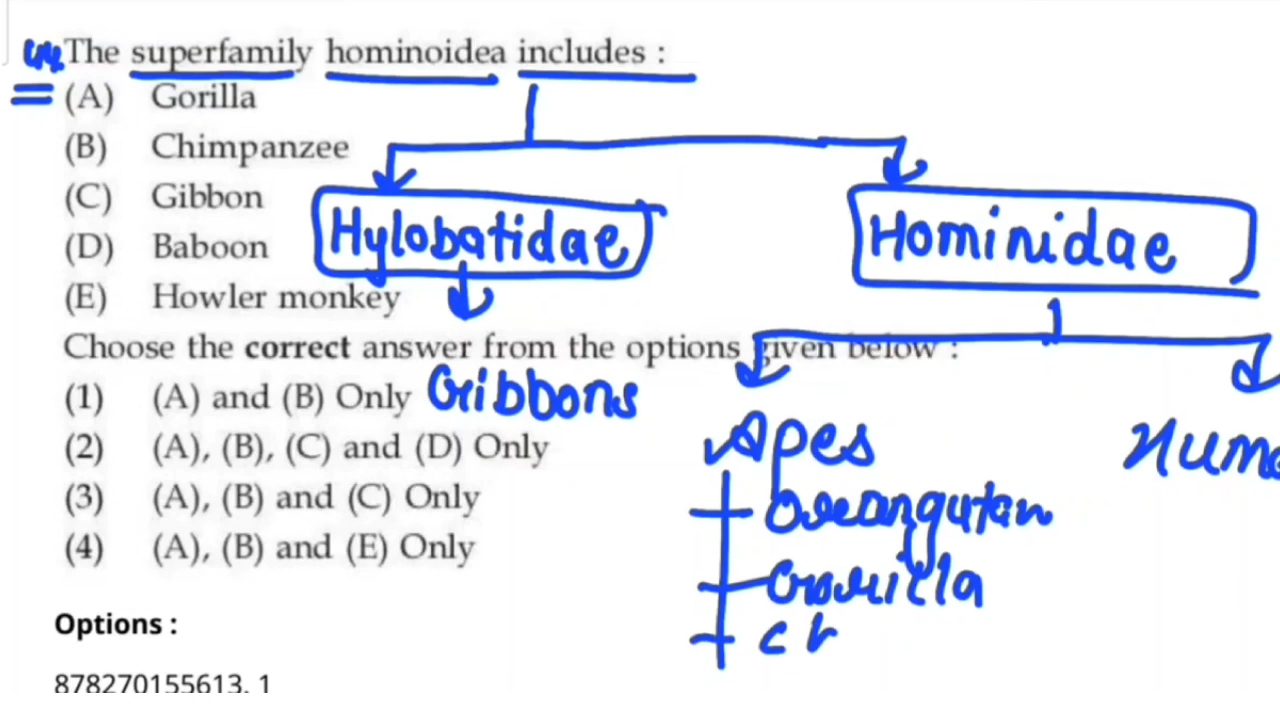 The superfamily hominoidea includes :
(A) Gorilla
(B) Chimpanzee
(C) Gibbon
(D) Baboon
(E) Howler monkey
Hylobatidae
Hominidae
Choose the correct answer from the options given below :
(1) (A) and (B) Only
(2) (A), (B), (C) and (D) Only
(3) (A), (B) and (C) Only
(4) (A), (B) and (E) Only
Gibbons
Apes
Huma
Orangutan
Gorilla
Ch
Options :
878270155613. 1